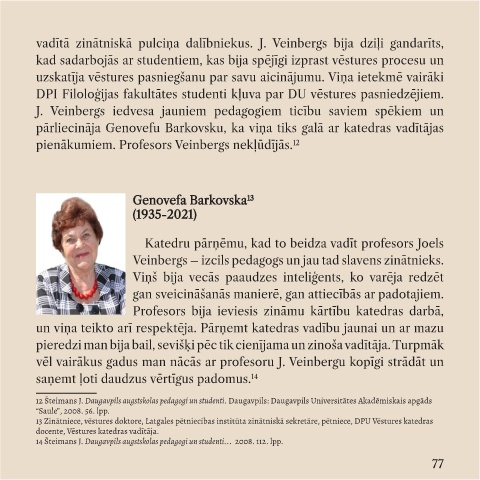 vadītā zinātniskā pulciņa dalībniekus. J. Veinbergs bija dziļi gandarīts,
kad sadarbojās ar studentiem, kas bija spējīgi izprast vēstures procesu un
uzskatīja vēstures pasniegšanu par savu aicinājumu. Viņa ietekmē vairāki
DPI Filoloģijas fakultātes studenti kļuva par DU vēstures pasniedzējiem.
J. Veinbergs iedvesa jauniem pedagogiem ticību saviem spēkiem un
pārliecināja Genovefu Barkovsku, ka viņa tiks galā ar katedras vadītājas
pienākumiem. Profesors Veinbergs nekļūdījās.¹²
Genovefa Barkovska¹³
(1935-2021)
Katedru pārņēmu, kad to beidza vadīt profesors Joels
Veinbergs – izcils pedagogs un jau tad slavens zinātnieks.
Viņš bija vecās paaudzes inteliģents, ko varēja redzēt
gan sveicināšanās manierē, gan attiecībās ar padotajiem.
Profesors bija ieviesis zināmu kārtību katedras darbā,
un viņa teikto arī respektēja. Pārņemt katedras vadību jaunai un ar mazu
pieredzi man bija bail, sevišķi pēc tik cienījama un zinoša vadītāja. Turpmāk
vēl vairākus gadus man nācās ar profesoru J. Veinbergu kopīgi strādāt un
saņemt ļoti daudzus vērtīgus padomus.¹⁴
12 Šteimans J. Daugavpils augstskolas pedagogi un studenti. Daugavpils: Daugavpils Universitātes Akadēmiskais apgāds
“Saule”, 2008. 56. lpp.
13 Zinātniece, vēstures doktore, Latgales pētniecības institūta zinātniskā sekretāre, pētniece, DPU Vēstures katedras
docente, Vēstures katedras vadītāja.
14 Šteimans J. Daugavpils augstskolas pedagogi un studenti... 2008. 112. lpp.
77